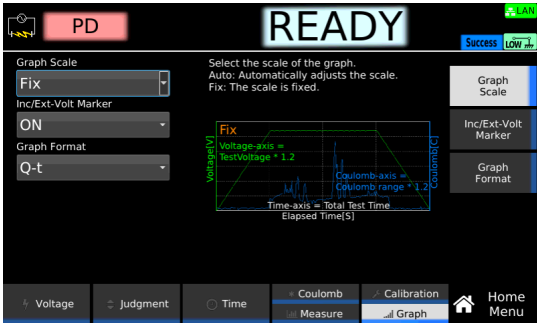 PD
READY
LAN
Success
LOW
Graph Scale
Fix
Inc/Ext-Volt Marker
ON
Graph Format
Q-t
Select the scale of the graph.
Auto: Automatically adjusts the scale.
Fix: The scale is fixed.
Fix
Voltage-axis =
TestVoltage * 1.2
Coulomb-axis =
Coulomb range * 1.2
Time-axis = Total Test Time
Voltage[V]
Coulomb[C]
Elapsed Time[S]
Graph
Scale
Inc/Ext-Volt
Marker
Graph
Format
Voltage
Judgment
Time
Coulomb
Measure
Calibration
Graph
Home
Menu